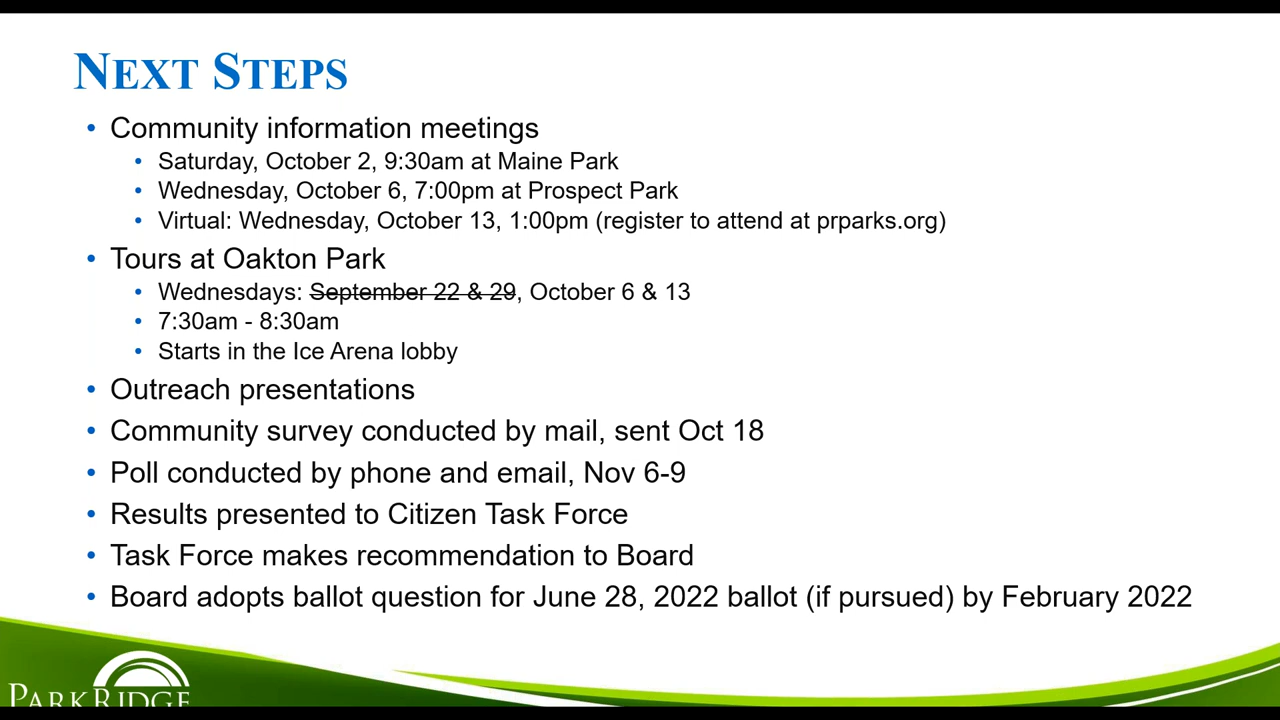 NEXT STEPS
• Community information meetings
• Saturday, October 2, 9:30am at Maine Park
• Wednesday, October 6, 7:00pm at Prospect Park
• Virtual: Wednesday, October 13, 1:00pm (register to attend at prparks.org)
• Tours at Oakton Park
• Wednesdays: September 22 & 29, October 6 & 13
• 7:30am - 8:30am
• Starts in the Ice Arena lobby
• Outreach presentations
• Community survey conducted by mail, sent Oct 18
• Poll conducted by phone and email, Nov 6-9
• Results presented to Citizen Task Force
• Task Force makes recommendation to Board
• Board adopts ballot question for June 28, 2022 ballot (if pursued) by February 2022
PARK RIDGE